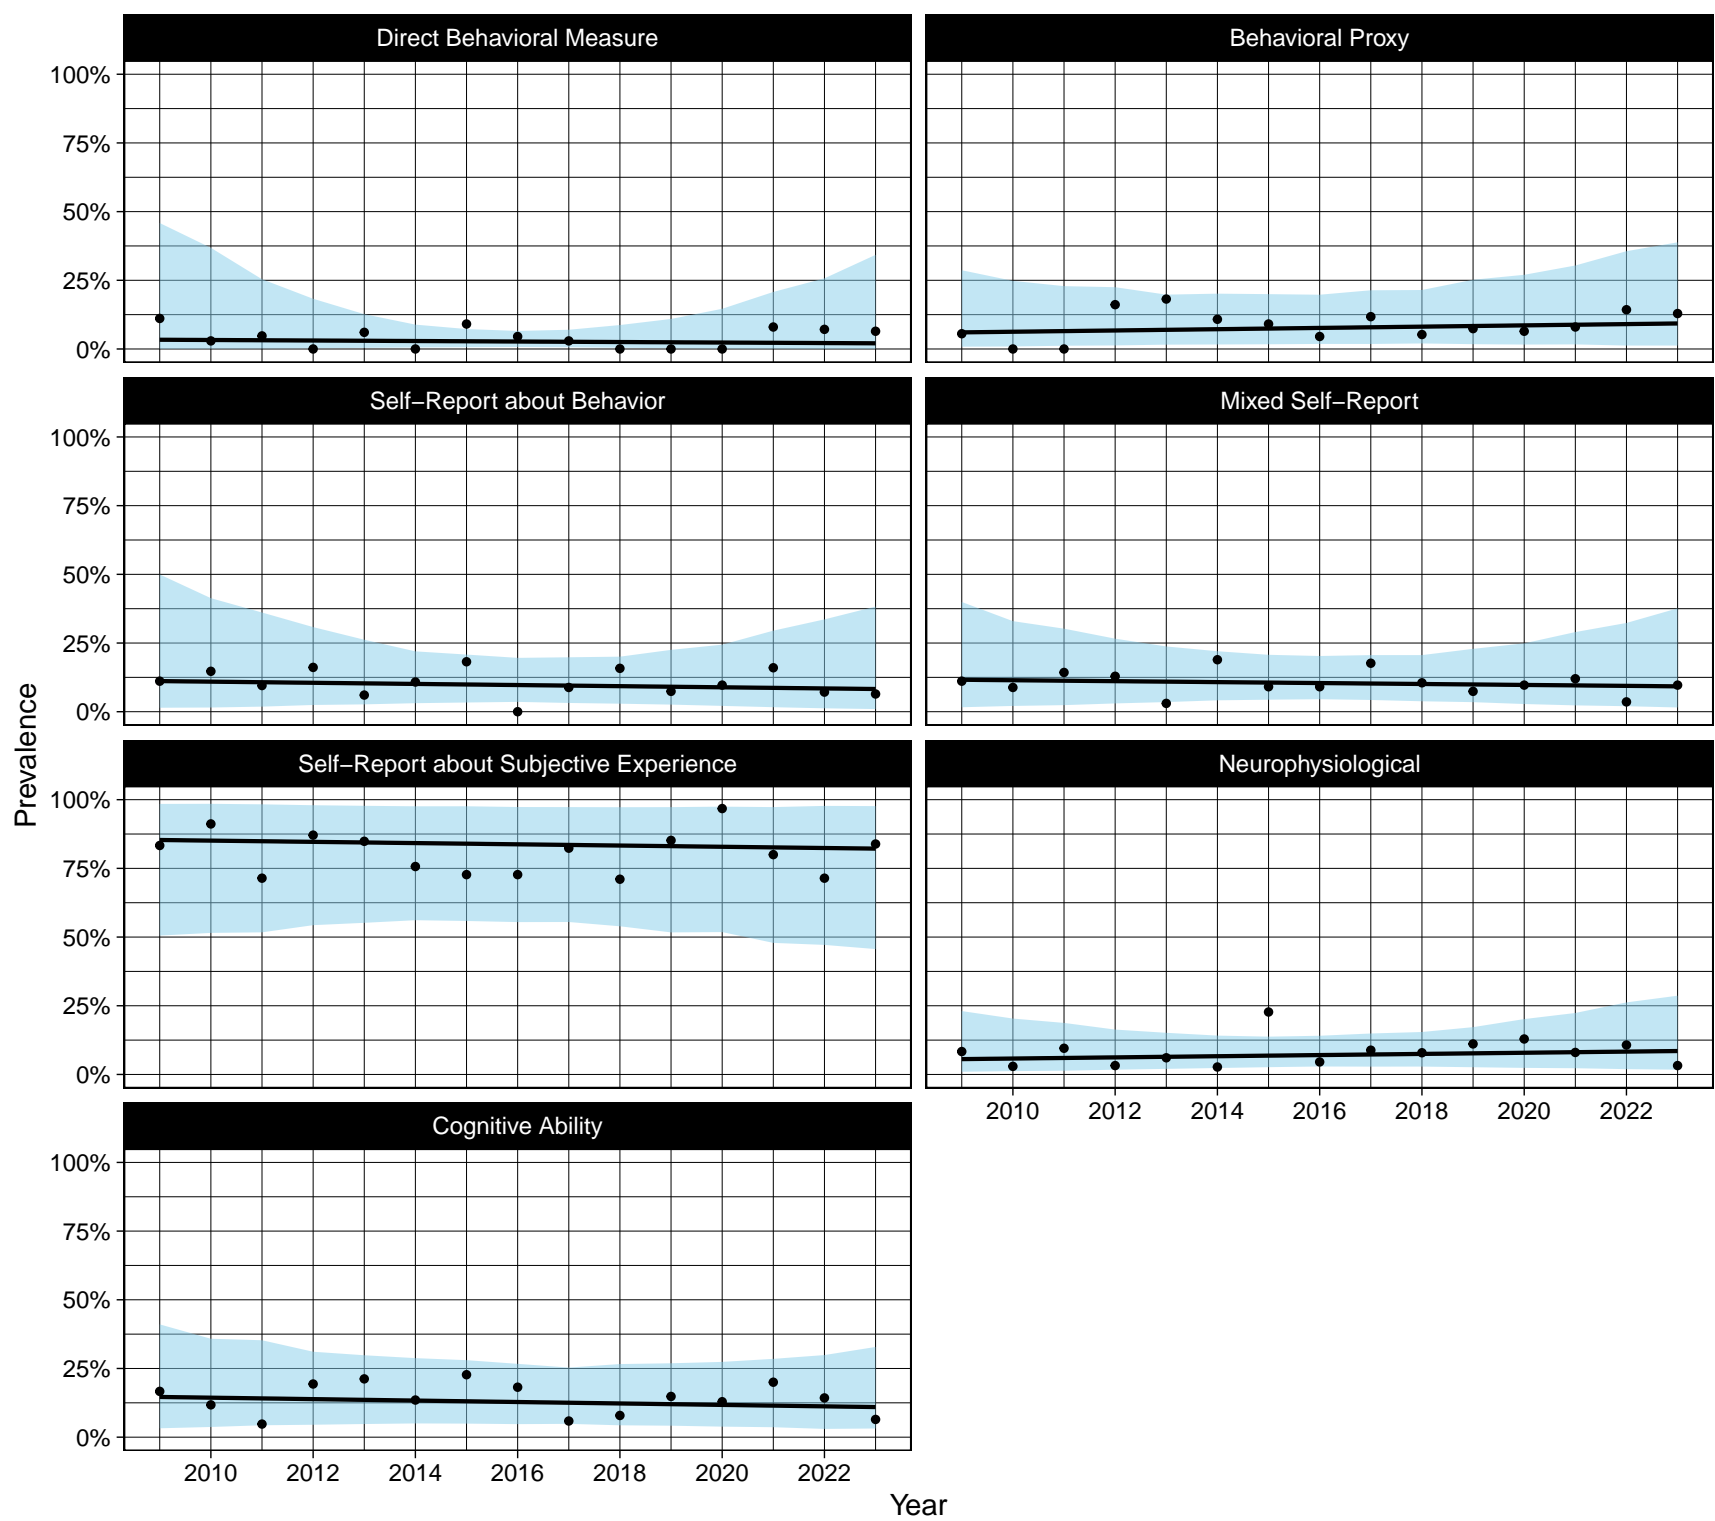 Direct Behavioral Measure
Behavioral Proxy
100%
75%
50%
25%
0%
Self−Report about Behavior
Mixed Self−Report
100%
75%
50%
25%
0%
Prevalence
Self−Report about Subjective Experience
Neurophysiological
100%
75%
50%
25%
0%
2010 2012 2014 2016 2018 2020 2022
Cognitive Ability
100%
75%
50%
25%
0%
2010 2012 2014 2016 2018 2020 2022
Year